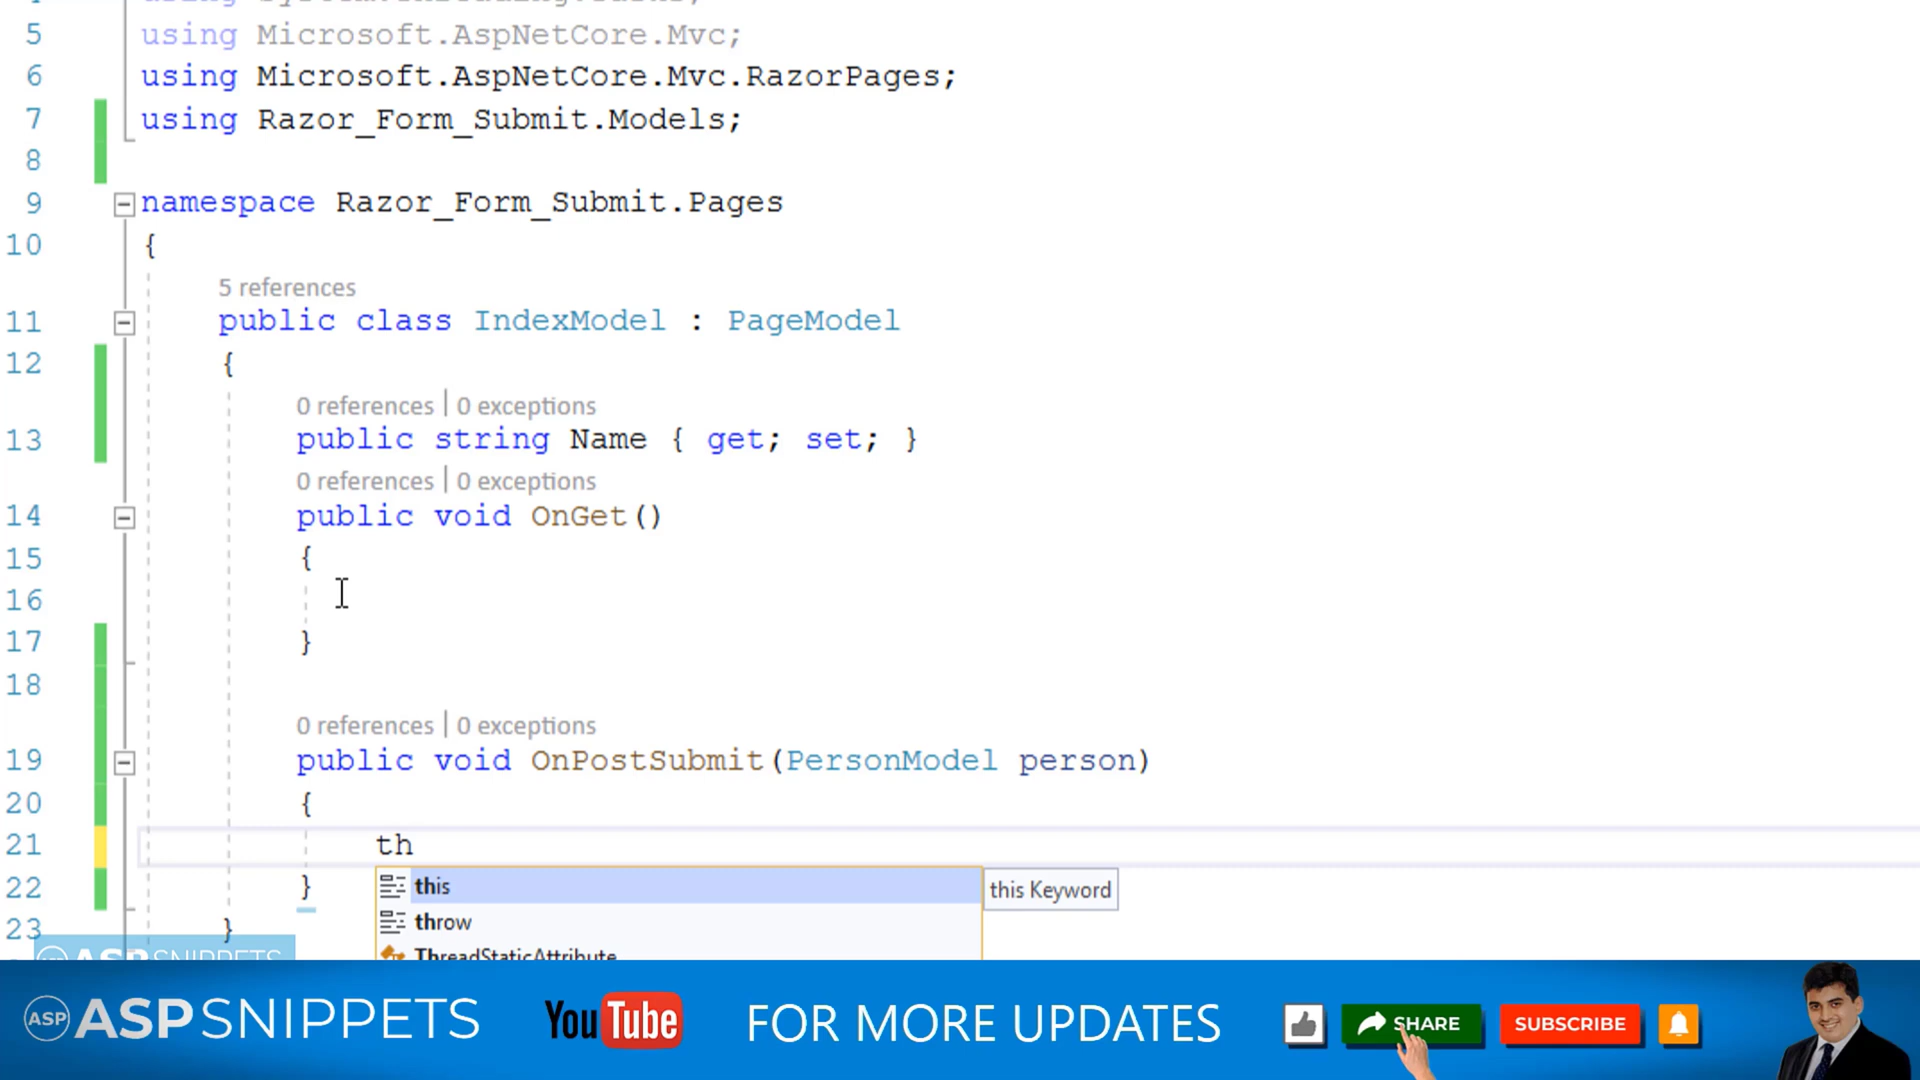 5 using Microsoft.AspNetCore.Mvc;
6 using Microsoft.AspNetCore.Mvc.RazorPages;
7 using Razor_Form_Submit.Models;
8
9 namespace Razor_Form_Submit.Pages
10 {
5 references
11 public class IndexModel : PageModel
12 {
0 references | 0 exceptions
13 public string Name { get; set; }
0 references | 0 exceptions
14 public void OnGet()
15 {
16
17 }
18
0 references | 0 exceptions
19 public void OnPostSubmit(PersonModel person)
20 {
21 th
22 }
this
this Keyword
throw
23 }
ThreadStaticAttribute
ASP ASPSNIPPETS
YouTube
FOR MORE UPDATES
SHARE
SUBSCRIBE